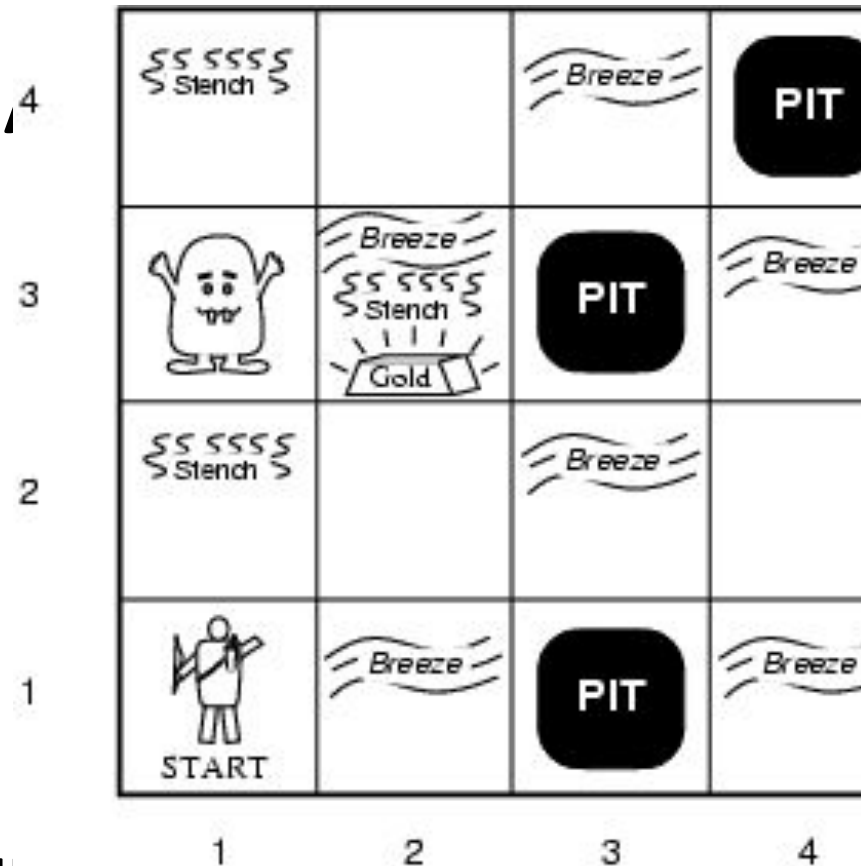 4
Stench
Breeze
PIT
3
Breeze
Stench
Gold
PIT
Breeze
2
Stench
Breeze
1
START
Breeze
PIT
Breeze
1 2 3 4